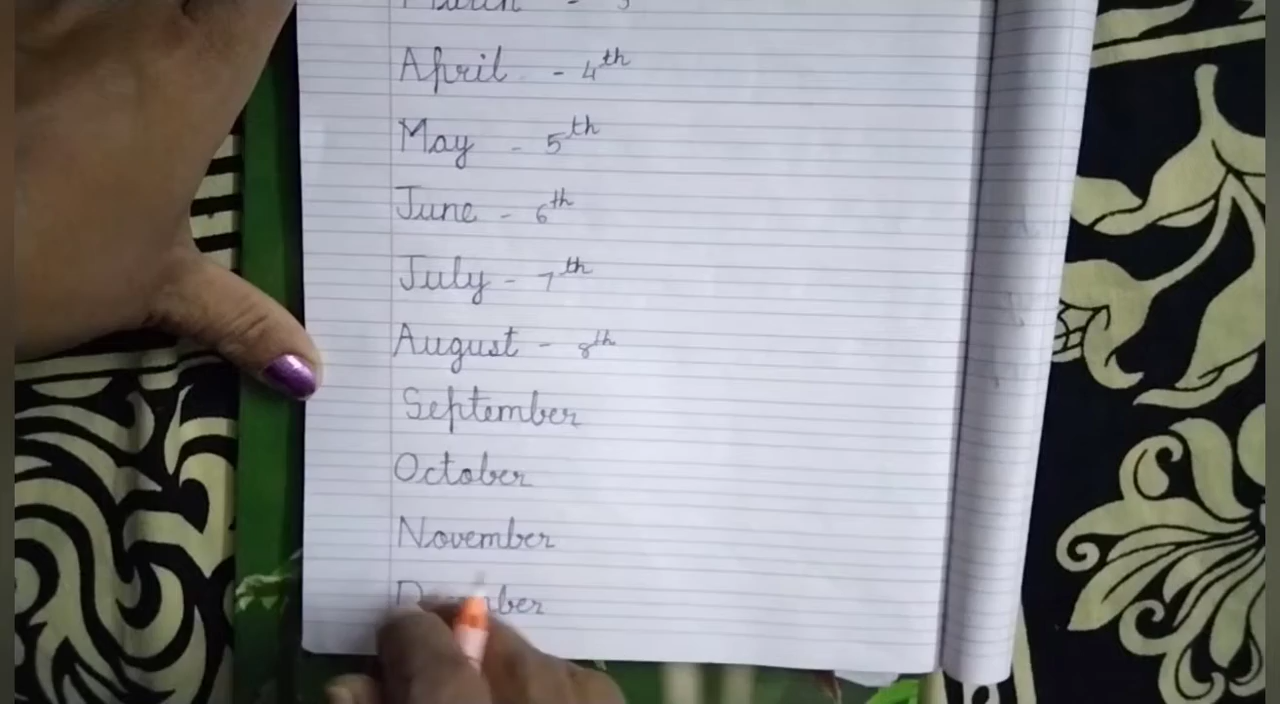 April - 4th
May - 5th
June - 6th
July - 7th
August - 8th
September
October
November